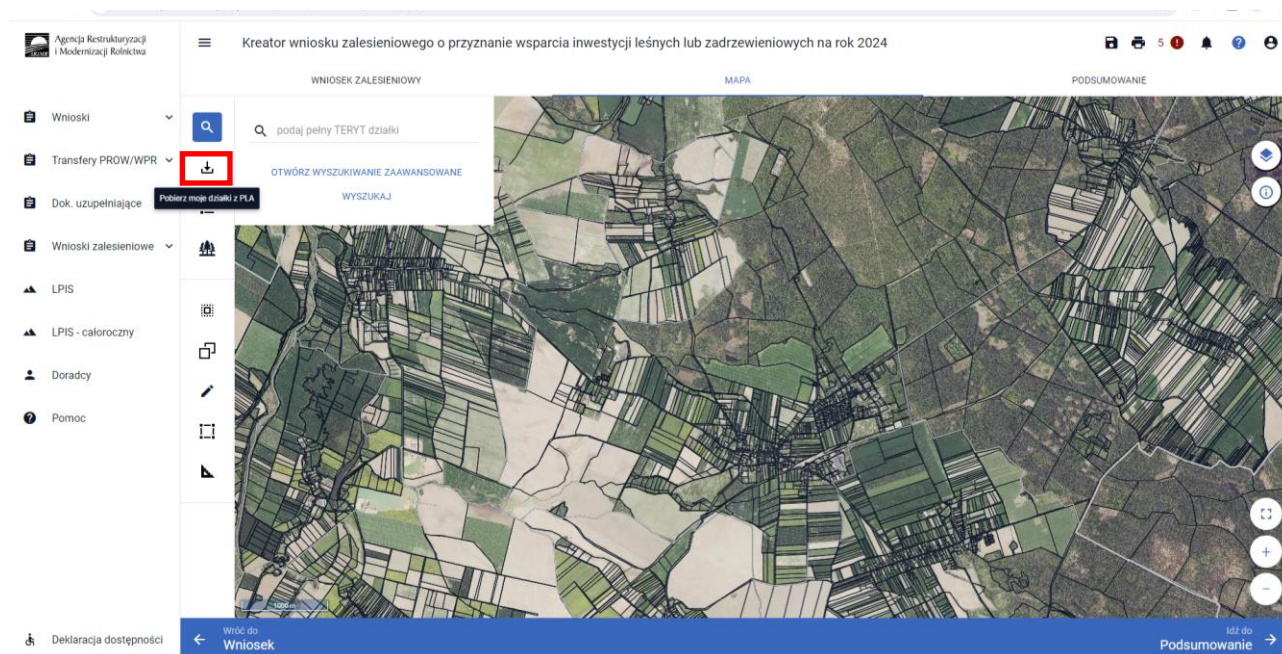 Agencja Restrukturyzacji
i Modernizacji Rolnictwa
Kreator wniosku zalesieniowego o przyznanie wsparcia inwestycji leśnych lub zadrzewieniowych na rok 2024
5
WNIOSEK ZALESIENIOWY
MAPA
PODSUMOWANIE
Wnioski
Transfery PROW/WPR
Dok. uzupełniające
Wnioski zalesieniowe
LPIS
LPIS - całoroczny
Doradcy
Pomoc
podaj pełny TERYT działki
OTWÓRZ WYSZUKIWANIE ZAAWANSOWANE
WYSZUKAJ
Pobierz moje działki z PLA
1000 m
Deklaracja dostępności
Wróć do
Wniosek
Idź do
Podsumowanie